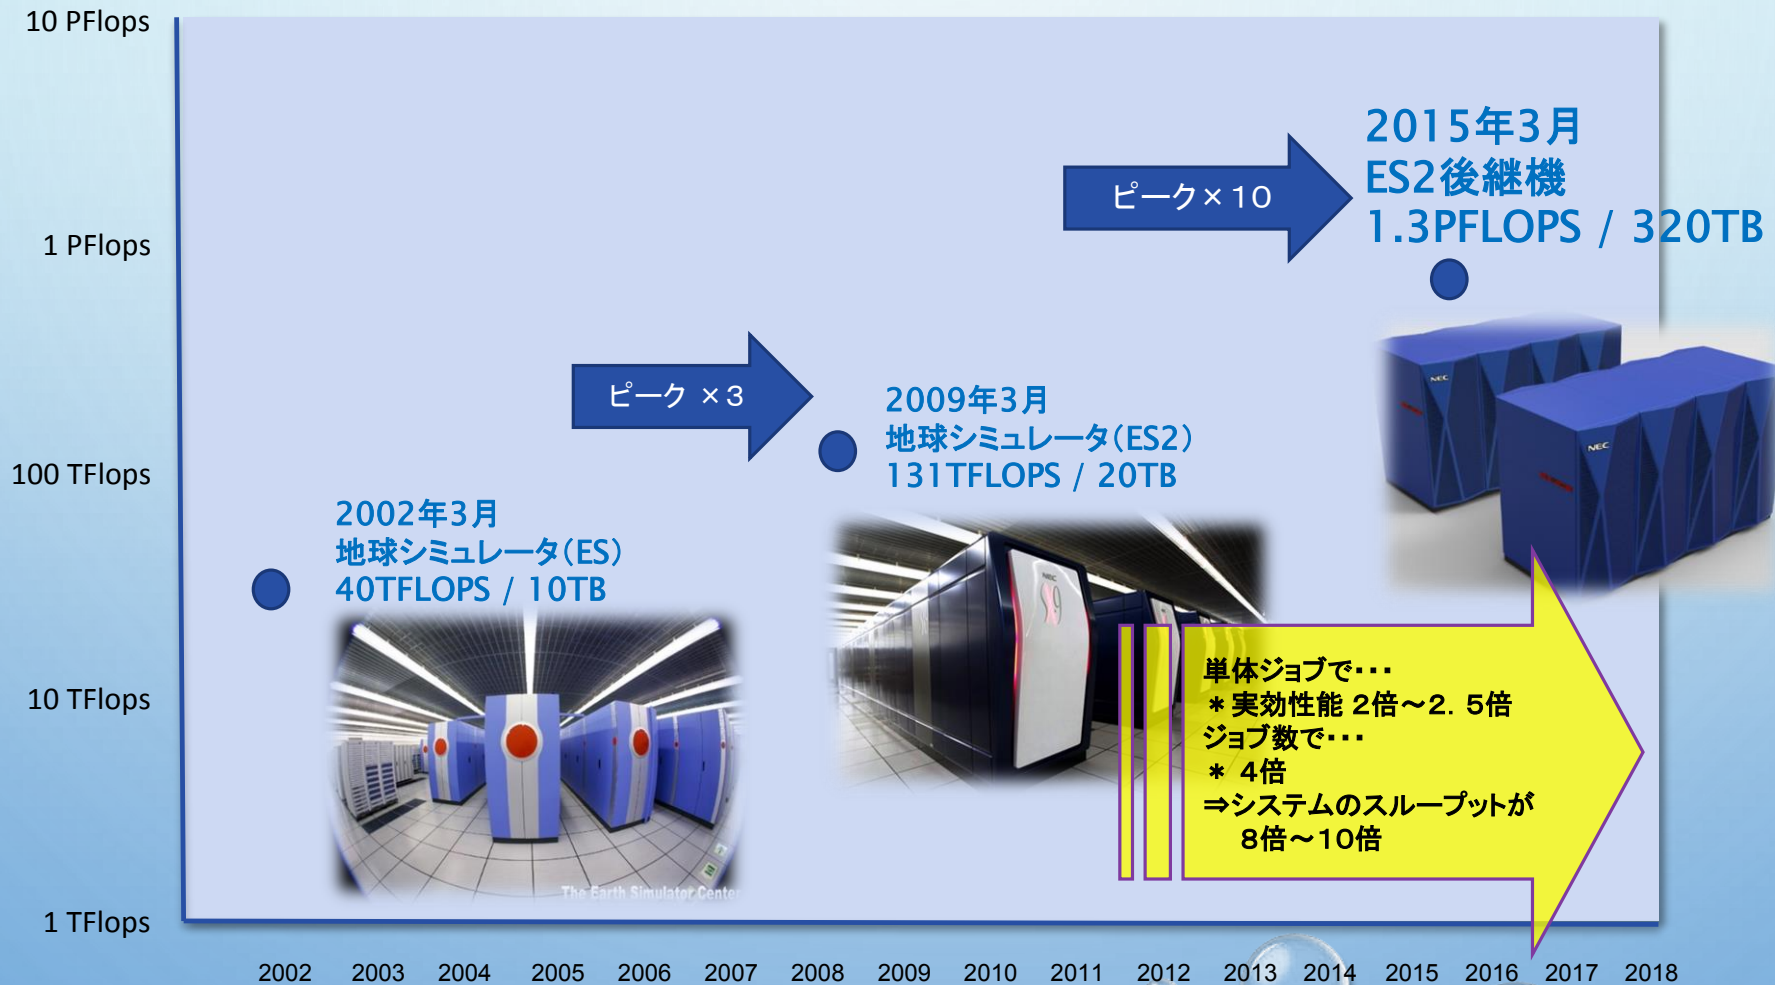 10 PFlops
1 PFlops
100 TFlops
10 TFlops
1 TFlops
2015年3月
ES2後継機
1.3PFLOPS / 320TB
ピーク×10
ピーク ×3
2009年3月
地球シミュレータ(ES2)
131TFLOPS / 20TB
2002年3月
地球シミュレータ(ES)
40TFLOPS / 10TB
NEC
NEC
NEC
9
The Earth Simulator Center
単体ジョブで・・・
＊実効性能 2倍～2．5倍
ジョブ数で・・・
＊ 4倍
⇒システムのスループットが
8倍～10倍
2002 2003 2004 2005 2006 2007 2008 2009 2010 2011 2012 2013 2014 2015 2016 2017 2018